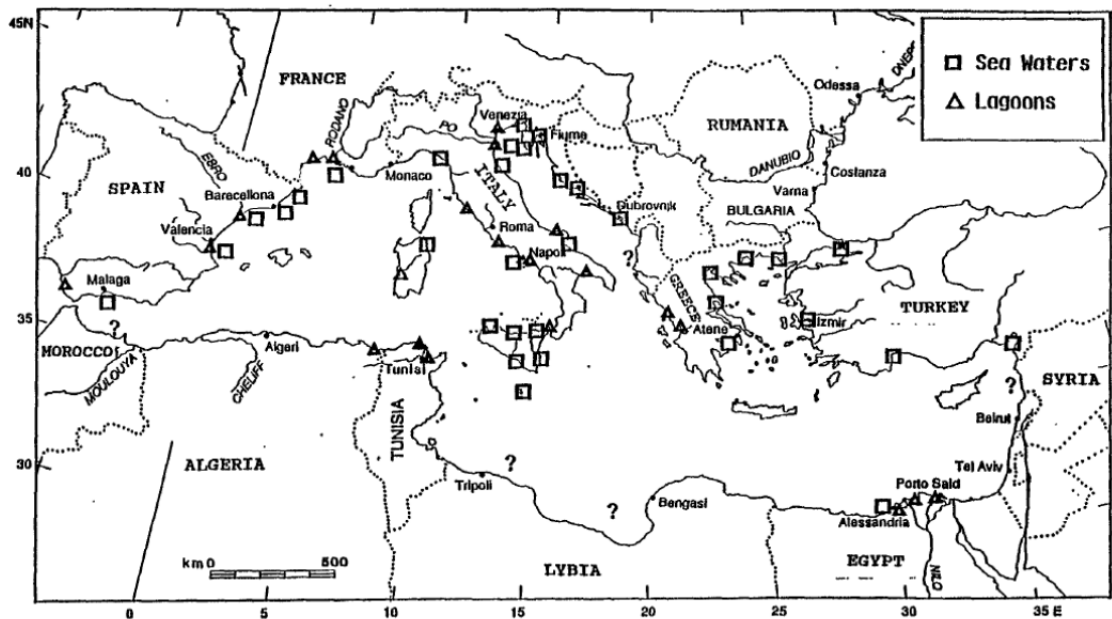 45N
40
35
30
0
5
10
15
20
25
30
35 E
Sea Waters
Lagoons
FRANCE
SPAIN
ITALY
RUMANIA
BULGARIA
GREECE
TURKEY
SYRIA
MOROCCO
ALGERIA
TUNISIA
LYBIA
EGYPT
RODANO
PO
EBRO
DANUBIO
MOULOUYA
CHELIFF
NILO
Venezia
Fiume
Odessa
Costanza
Varna
Monaco
Barcellona
Dubrovnik
Valencia
Roma
Napoli
Malaga
Izmir
Atene
Algeri
Tunisi
Beirut
Tel Aviv
Porto Said
Tripoli
Bengasi
Alessandria
?
?
?
?
?
km 0 500